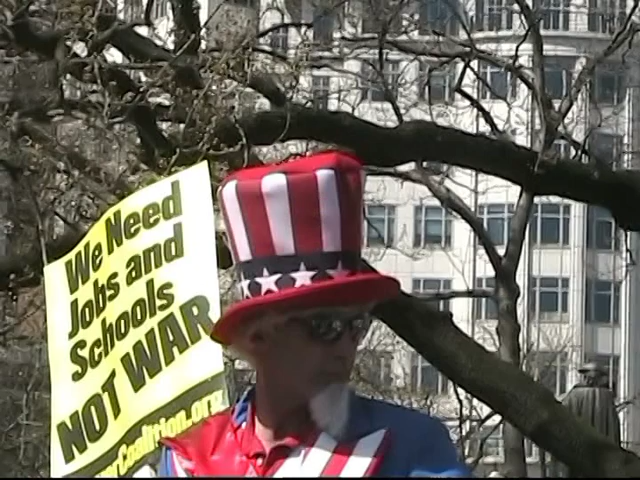 We Need
Jobs and
Schools
NOT WAR
Coalition.org